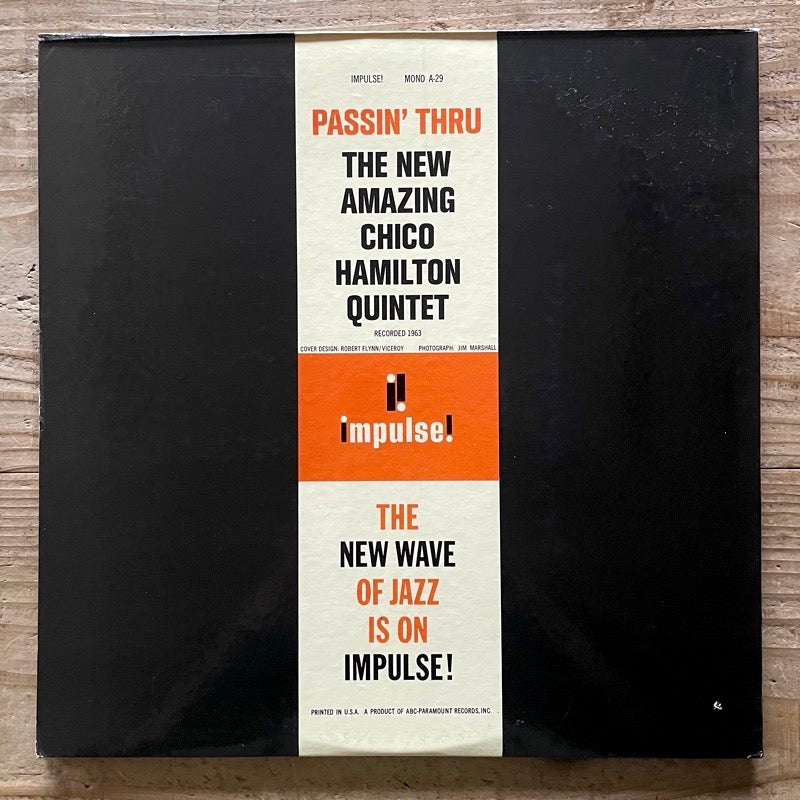 IMPULSE! MONO A-29
PASSIN' THRU
THE NEW
AMAZING
CHICO
HAMILTON
QUINTET
RECORDED 1963
COVER DESIGN: ROBERT FLYNN/VICEROY PHOTOGRAPH: JIM MARSHALL
impulse!
THE
NEW WAVE
OF JAZZ
IS ON
IMPULSE!
PRINTED IN U.S.A. A PRODUCT OF ABC-PARAMOUNT RECORDS, INC.